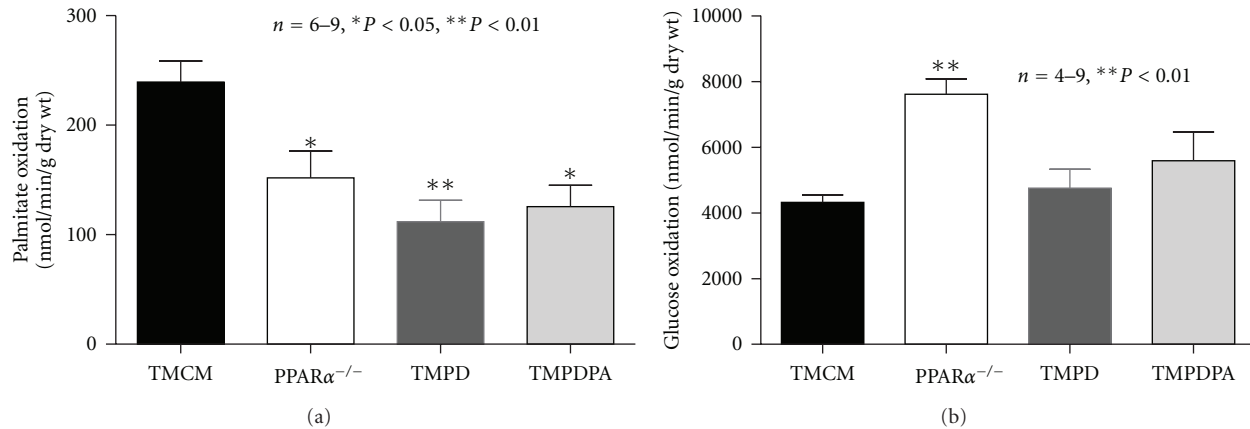 n = 6–9, *P < 0.05, **P < 0.01
Palmitate oxidation
(nmol/min/g dry wt)
300
200
100
0
*
**
*
TMCM
PPARα−/−
TMPD
TMPDPA
(a)
n = 4–9, **P < 0.01
Glucose oxidation (nmol/min/g dry wt)
10000
8000
6000
4000
2000
0
**
TMCM
PPARα−/−
TMPD
TMPDPA
(b)